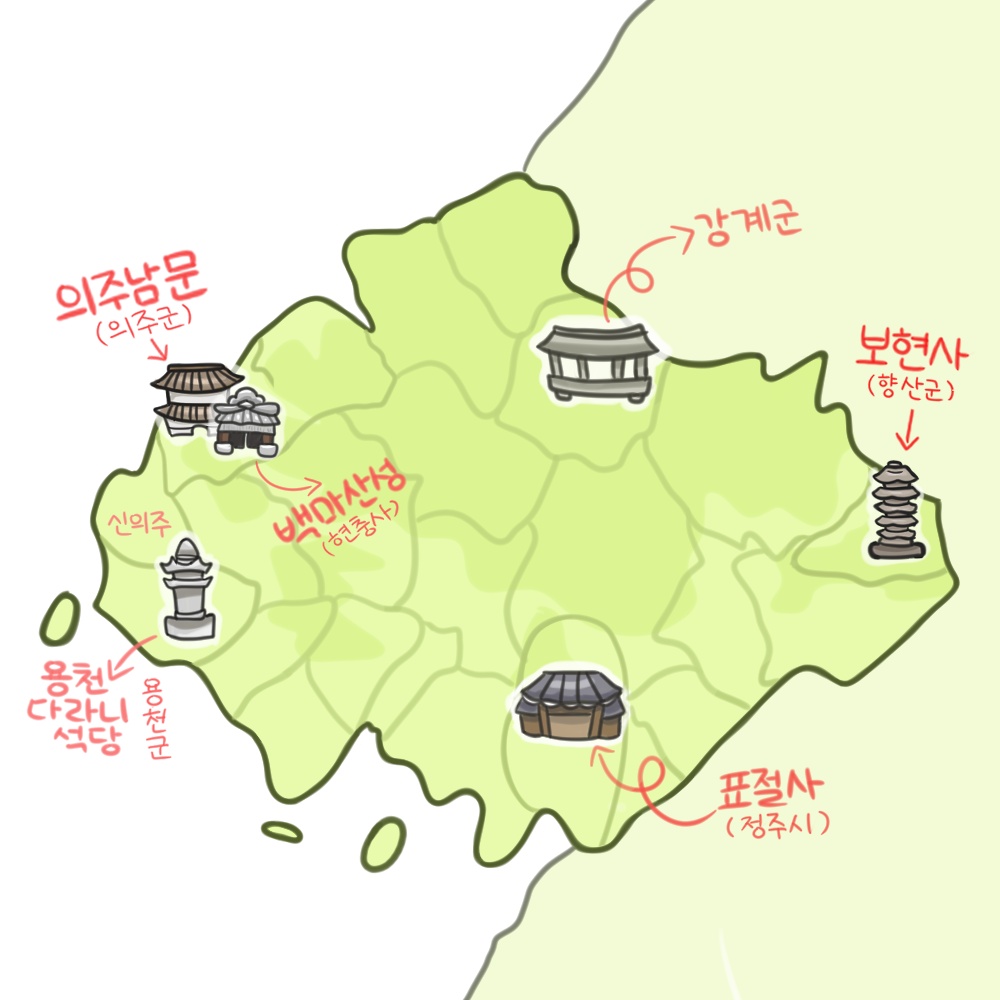 강계군
의주남문
(의주군)
보현사
(향산군)
백마산성
(현충사)
신의주
용천
다라니
석당
용천군
표절사
(정주시)